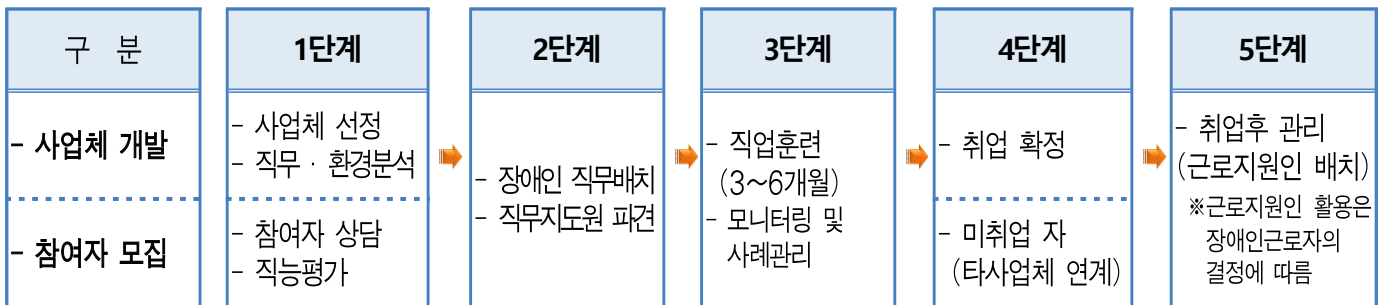 구 분
- 사업체 개발
- 참여자 모집
1단계
- 사업체 선정
- 직무 · 환경분석
- 참여자 상담
- 직능평가
2단계
- 장애인 직무배치
- 직무지도원 파견
3단계
- 직업훈련
(3~6개월)
- 모니터링 및
사례관리
4단계
- 취업 확정
- 미취업 자
(타사업체 연계)
5단계
- 취업후 관리
(근로지원인 배치)
※근로지원인 활용은
장애인근로자의
결정에 따름